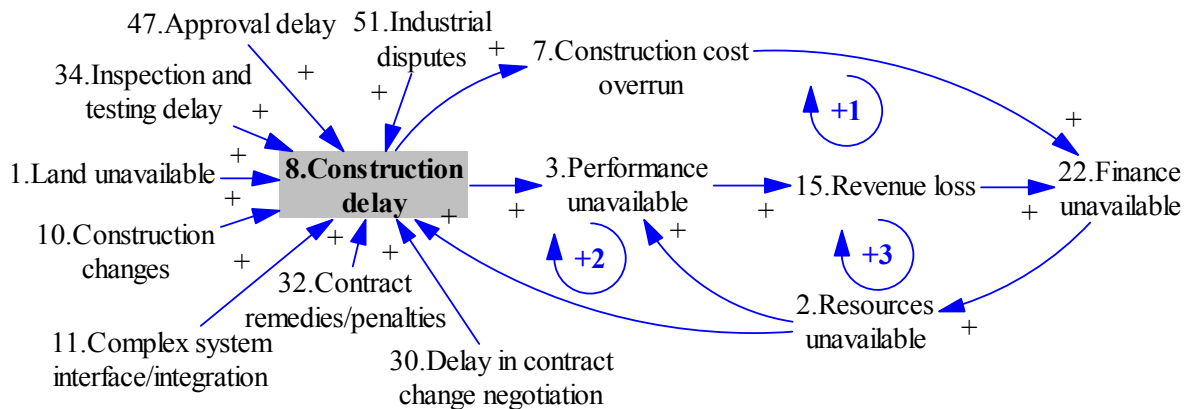 47.Approval delay
51.Industrial
disputes
7.Construction cost
overrun
34.Inspection and
testing delay
+
+
+
+
+
+1
+
1.Land unavailable
+
8.Construction
delay
3.Performance
unavailable
15.Revenue loss
22.Finance
unavailable
+
+
+
+
+
10.Construction
changes
+
+
+
+
+2
+3
32.Contract
remedies/penalties
2.Resources
unavailable
+
11.Complex system
interface/integration
30.Delay in contract
change negotiation